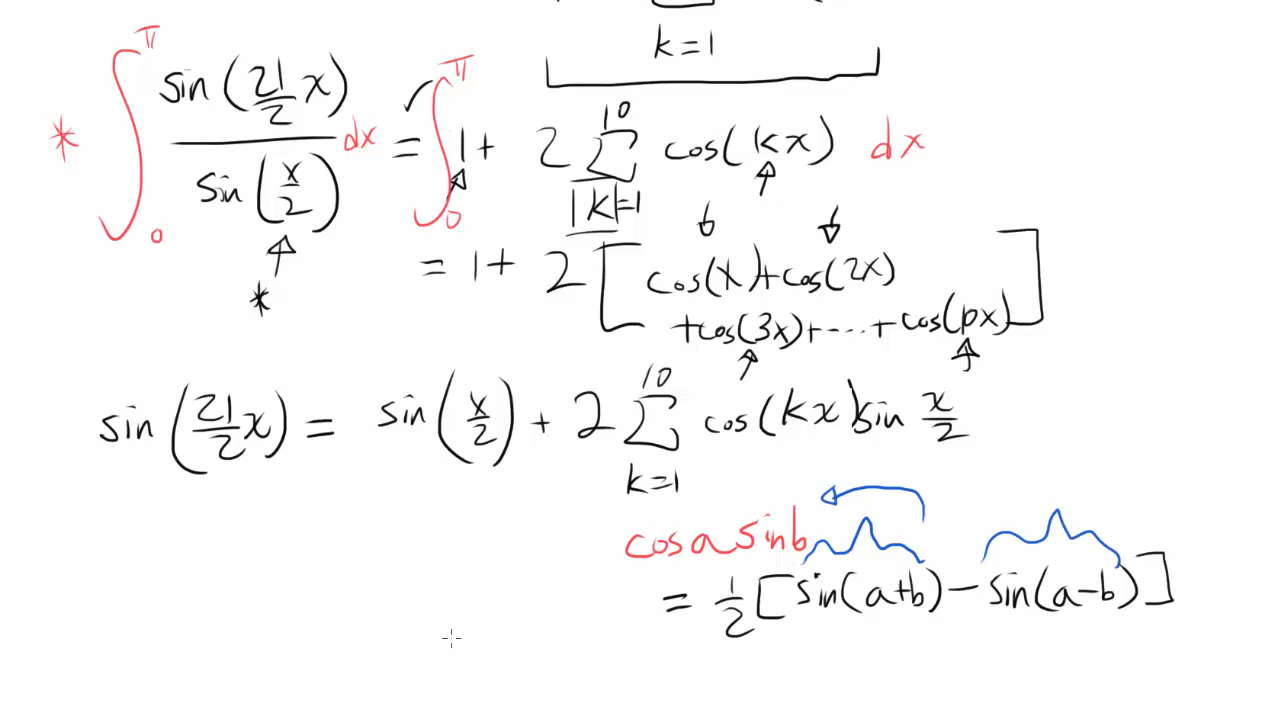 k=1
* ∫₀^π sin(21/2 x) / sin(x/2) dx = ∫₀^π 1 + 2 ∑_{k=1}^{10} cos(kx) dx
*
= 1 + 2 [ cos(x) + cos(2x)
+ cos(3x) + ---.. + cos(px) ]
sin(21/2 x) = sin(x/2) + 2 ∑_{k=1}^{10} cos(kx) sin x/2
cos a sin b
= 1/2 [ sin(a+b) - sin(a-b) ]